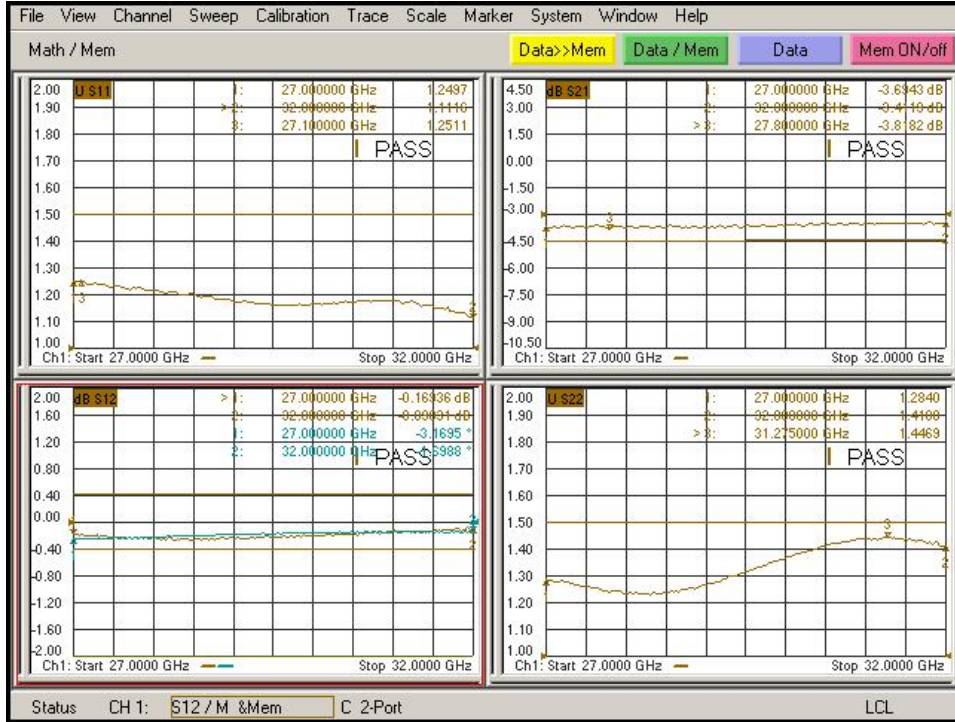 File View Channel Sweep Calibration Trace Scale Marker System Window Help
Math / Mem Data>>Mem Data / Mem Data Mem ON/off
U S11
1: 27.000000 GHz 1.2497
> 2: 32.000000 GHz 1.1116
3: 27.100000 GHz 1.2511
PASS
2.00
1.90
1.80
1.70
1.60
1.50
1.40
1.30
1.20
1.10
1.00
3
Ch1: Start 27.0000 GHz Stop 32.0000 GHz
dB S21
1: 27.000000 GHz -3.6943 dB
2: 32.000000 GHz
> 3: 27.800000 GHz -3.8182 dB
PASS
4.50
3.00
1.50
0.00
-1.50
-3.00
-4.50
-6.00
-7.50
-9.00
-10.50
3
Ch1: Start 27.0000 GHz Stop 32.0000 GHz
dB S12
> 1: 27.000000 GHz -0.16936 dB
2: 32.000000 GHz
1: 27.000000 GHz -3.1695 °
2: 32.000000 GHz
PASS
2.00
1.60
1.20
0.80
0.40
0.00
-0.40
-0.80
-1.20
-1.60
-2.00
Ch1: Start 27.0000 GHz Stop 32.0000 GHz
U S22
1: 27.000000 GHz 1.2840
2: 32.000000 GHz
> 3: 31.275000 GHz 1.4469
PASS
2.00
1.90
1.80
1.70
1.60
1.50
1.40
1.30
1.20
1.10
1.00
3
Ch1: Start 27.0000 GHz Stop 32.0000 GHz
Status CH 1: S12 / M &Mem C 2-Port LCL